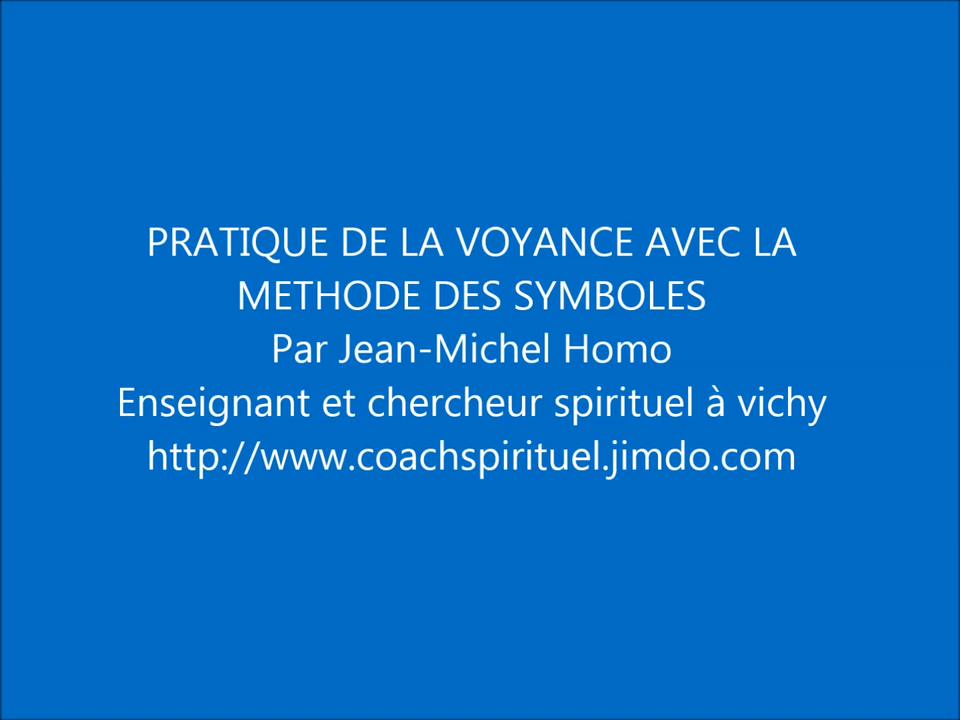 PRATIQUE DE LA VOYANCE AVEC LA
METHODE DES SYMBOLES
Par Jean-Michel Homo
Enseignant et chercheur spirituel à vichy
http://www.coachspirituel.jimdo.com